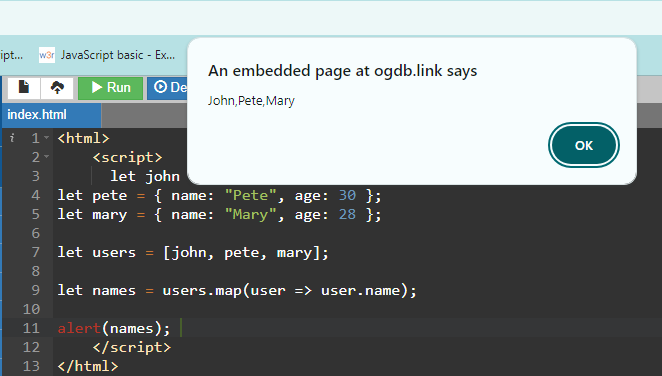 ipt...
w3r JavaScript basic - Ex...
An embedded page at ogdb.link says
John,Pete,Mary
OK
Run
De
index.html
i 1 <html>
2 <script>
3 let john
4 let pete = { name: "Pete", age: 30 };
5 let mary = { name: "Mary", age: 28 };
6
7 let users = [john, pete, mary];
8
9 let names = users.map(user => user.name);
10
11 alert(names);
12 </script>
13 </html>